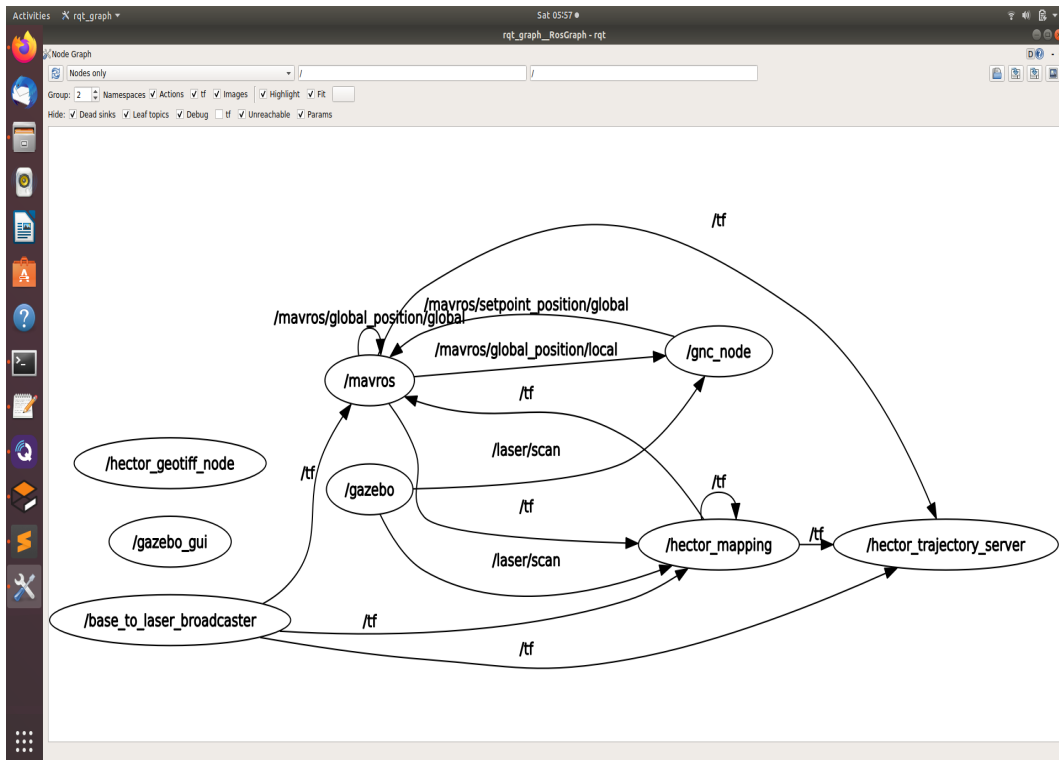 Activities rqt_graph Sat 05:57
rqt_graph__RosGraph - rqt
Node Graph D
Nodes only / /
Group: 2 Namespaces Actions tf Images Highlight Fit
Hide: Dead sinks Leaf topics Debug tf Unreachable Params
/tf
/mavros/setpoint_position/global
/mavros/global_position/global
/mavros/global_position/local
/gnc_node
/mavros
/tf
/laser/scan
/hector_geotiff_node
/tf
/tf
/gazebo
/tf
/gazebo_gui
/hector_mapping
/tf
/hector_trajectory_server
/laser/scan
/base_to_laser_broadcaster
/tf
/tf